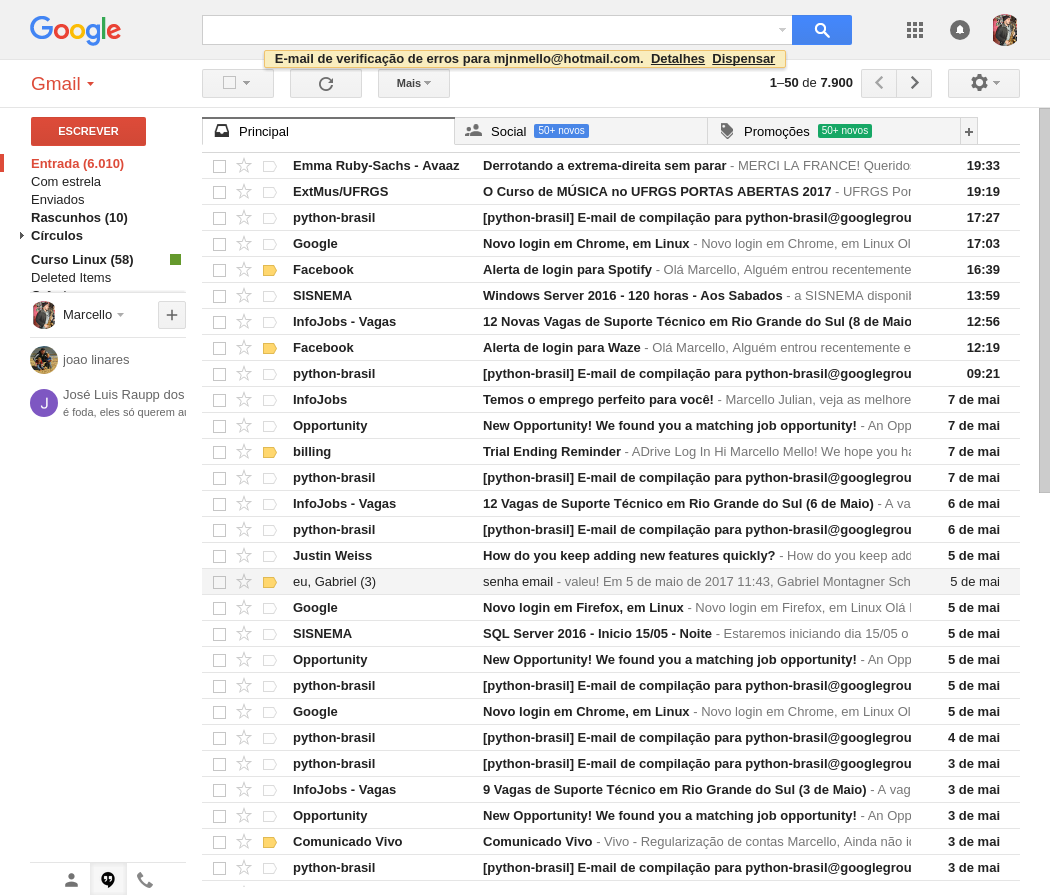 Google
E-mail de verificação de erros para mjnmello@hotmail.com. Detalhes Dispensar
Gmail
Mais
1–50 de 7.900
ESCREVER
Entrada (6.010)
Com estrela
Enviados
Rascunhos (10)
Círculos
Curso Linux (58)
Deleted Items
Marcello
+
joao linares
J
José Luis Raupp dos
é foda, eles só querem
Principal
Social 50+ novos
Promoções 50+ novos
+
Emma Ruby-Sachs - Avaaz Derrotando a extrema-direita sem parar - MERCI LA FRANCE! Querido 19:33
ExtMus/UFRGS O Curso de MÚSICA no UFRGS PORTAS ABERTAS 2017 - UFRGS Por 19:19
python-brasil [python-brasil] E-mail de compilação para python-brasil@googlegrou 17:27
Google Novo login em Chrome, em Linux - Novo login em Chrome, em Linux Ol 17:03
Facebook Alerta de login para Spotify - Olá Marcello, Alguém entrou recentemente 16:39
SISNEMA Windows Server 2016 - 120 horas - Aos Sabados - a SISNEMA disponil 13:59
InfoJobs - Vagas 12 Novas Vagas de Suporte Técnico em Rio Grande do Sul (8 de Maio 12:56
Facebook Alerta de login para Waze - Olá Marcello, Alguém entrou recentemente e 12:19
python-brasil [python-brasil] E-mail de compilação para python-brasil@googlegrou 09:21
InfoJobs Temos o emprego perfeito para você! - Marcello Julian, veja as melhore 7 de mai
Opportunity New Opportunity! We found you a matching job opportunity! - An Opp 7 de mai
billing Trial Ending Reminder - ADrive Log In Hi Marcello Mello! We hope you ha 7 de mai
python-brasil [python-brasil] E-mail de compilação para python-brasil@googlegrou 7 de mai
InfoJobs - Vagas 12 Vagas de Suporte Técnico em Rio Grande do Sul (6 de Maio) - A va 6 de mai
python-brasil [python-brasil] E-mail de compilação para python-brasil@googlegrou 6 de mai
Justin Weiss How do you keep adding new features quickly? - How do you keep add 5 de mai
eu, Gabriel (3) senha email - valeu! Em 5 de maio de 2017 11:43, Gabriel Montagner Sch 5 de mai
Google Novo login em Firefox, em Linux - Novo login em Firefox, em Linux Olá 5 de mai
SISNEMA SQL Server 2016 - Inicio 15/05 - Noite - Estaremos iniciando dia 15/05 o 5 de mai
Opportunity New Opportunity! We found you a matching job opportunity! - An Opp 5 de mai
python-brasil [python-brasil] E-mail de compilação para python-brasil@googlegrou 5 de mai
Google Novo login em Chrome, em Linux - Novo login em Chrome, em Linux Ol 5 de mai
python-brasil [python-brasil] E-mail de compilação para python-brasil@googlegrou 4 de mai
python-brasil [python-brasil] E-mail de compilação para python-brasil@googlegrou 3 de mai
InfoJobs - Vagas 9 Vagas de Suporte Técnico em Rio Grande do Sul (3 de Maio) - A vag 3 de mai
Opportunity New Opportunity! We found you a matching job opportunity! - An Opp 3 de mai
Comunicado Vivo Comunicado Vivo - Vivo - Regularização de contas Marcello, Ainda não 3 de mai
python-brasil [python-brasil] E-mail de compilação para python-brasil@googlegrou 3 de mai